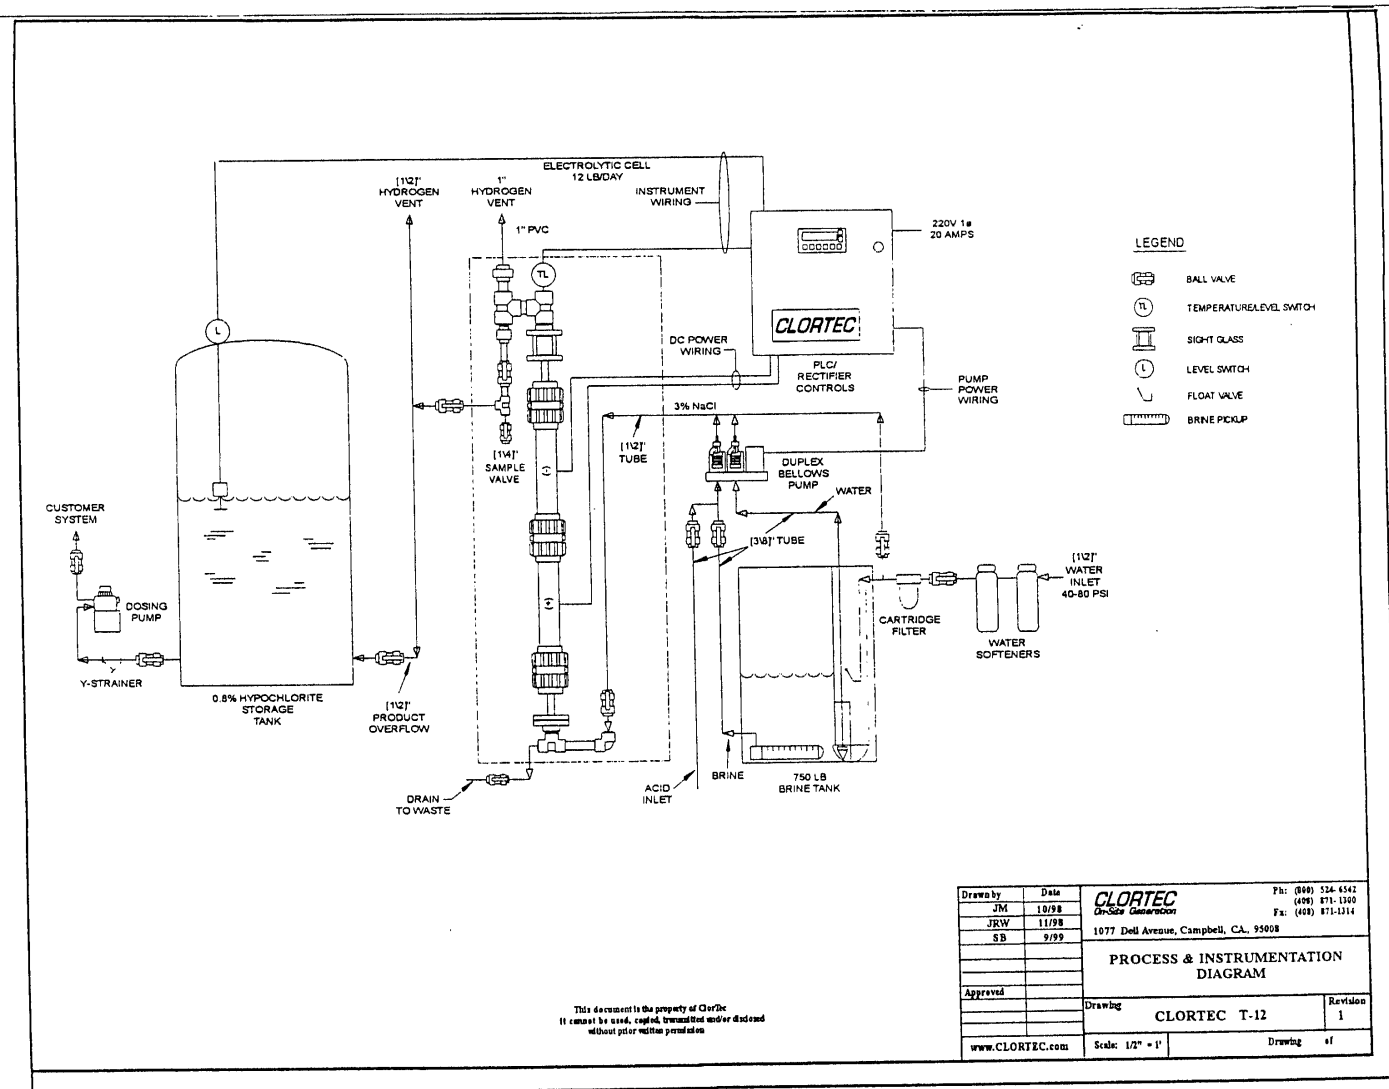 ELECTROLYTIC CELL
12 LB/DAY
[1\2]"
HYDROGEN
VENT
1"
HYDROGEN
VENT
1" PVC
INSTRUMENT
WIRING
220V 1ø
20 AMPS
TL
L
CLORTEC
DC POWER
WIRING
PLC/
RECTIFIER
CONTROLS
PUMP
POWER
WIRING
3% NaCl
[1\2]"
TUBE
[1\4]"
SAMPLE
VALVE
DUPLEX
BELLOWS
PUMP
WATER
[3\8]" TUBE
CUSTOMER
SYSTEM
DOSING
PUMP
Y-STRAINER
0.8% HYPOCHLORITE
STORAGE
TANK
[1\2]"
PRODUCT
OVERFLOW
(-)
(+)
[1\2]"
WATER
INLET
40-80 PSI
CARTRIDGE
FILTER
WATER
SOFTENERS
DRAIN
TO WASTE
ACID
INLET
BRINE
750 LB
BRINE TANK
LEGEND
BALL VALVE
TL TEMPERATURE/LEVEL SWITCH
SIGHT GLASS
L LEVEL SWITCH
FLOAT VALVE
BRINE PICKUP
This document is the property of ClorTec
It cannot be used, copied, transmitted and/or disclosed
without prior written permission
Drawn by Date
JM 10/98
JRW 11/98
SB 9/99
Approved
www.CLORTEC.com
CLORTEC
On-Site Generation
Ph: (800) 524-6542
(408) 871-1300
Fx: (408) 871-1314
1077 Dell Avenue, Campbell, CA., 95008
PROCESS & INSTRUMENTATION
DIAGRAM
Drawing
CLORTEC T-12
Revision
1
Scale: 1/2" = 1'
Drawing of